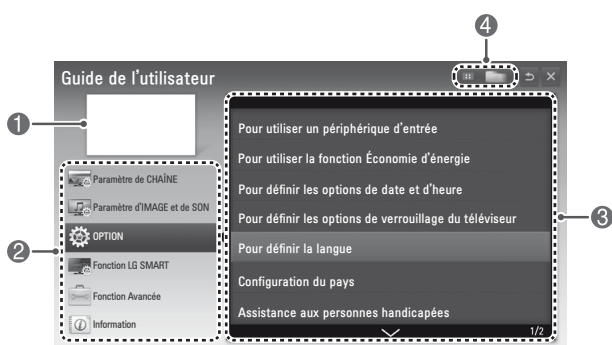 4
Guide de l'utilisateur
1
Pour utiliser un périphérique d'entrée
Pour utiliser la fonction Économie d'énergie
Pour définir les options de date et d'heure
Pour définir les options de verrouillage du téléviseur
Pour définir la langue
Configuration du pays
Assistance aux personnes handicapées
1/2
3
2
Paramètre de CHAÎNE
Paramètre d'IMAGE et de SON
OPTION
Fonction LG SMART
Fonction Avancée
Information